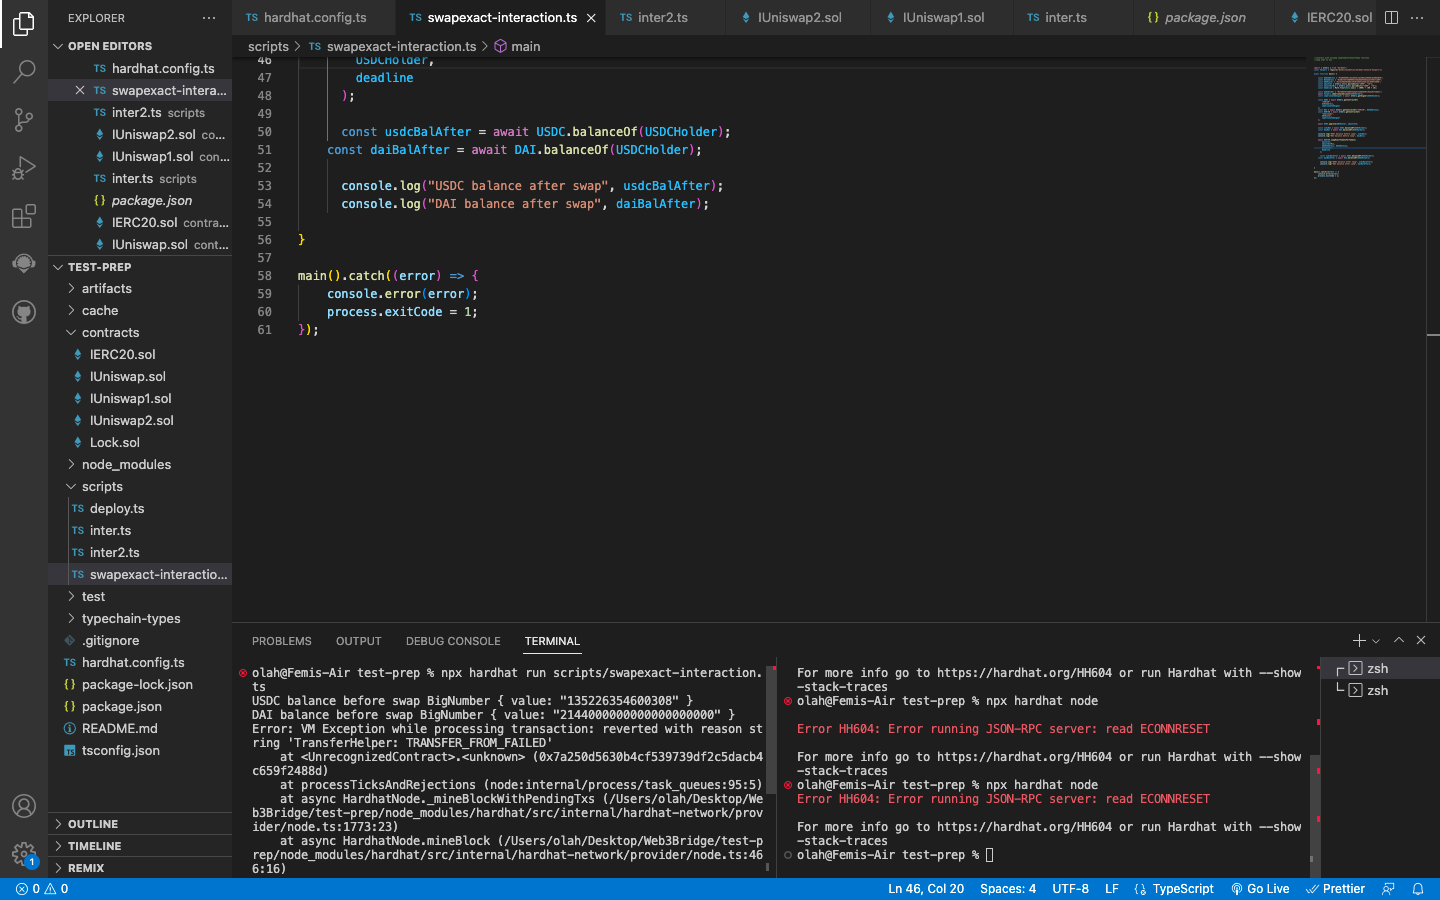 EXPLORER
OPEN EDITORS
TS hardhat.config.ts
TS swapexact-intera...
TS inter2.ts scripts
IUniswap2.sol co...
IUniswap1.sol con...
TS inter.ts scripts
{} package.json
IERC20.sol contra...
IUniswap.sol cont...
TEST-PREP
artifacts
cache
contracts
IERC20.sol
IUniswap.sol
IUniswap1.sol
IUniswap2.sol
Lock.sol
node_modules
scripts
TS deploy.ts
TS inter.ts
TS inter2.ts
TS swapexact-interactio...
test
typechain-types
.gitignore
TS hardhat.config.ts
{} package-lock.json
{} package.json
README.md
TS tsconfig.json
OUTLINE
TIMELINE
REMIX
1
TS hardhat.config.ts TS swapexact-interaction.ts TS inter2.ts IUniswap2.sol IUniswap1.sol TS inter.ts {} package.json IERC20.sol
scripts > TS swapexact-interaction.ts > main
46 USDCHolder,
47 deadline
48 );
49
50 const usdcBalAfter = await USDC.balanceOf(USDCHolder);
51 const daiBalAfter = await DAI.balanceOf(USDCHolder);
52
53 console.log("USDC balance after swap", usdcBalAfter);
54 console.log("DAI balance after swap", daiBalAfter);
55
56 }
57
58 main().catch((error) => {
59 console.error(error);
60 process.exitCode = 1;
61 });
PROBLEMS OUTPUT DEBUG CONSOLE TERMINAL
olah@Femis-Air test-prep % npx hardhat run scripts/swapexact-interaction.
ts
USDC balance before swap BigNumber { value: "135226354600308" }
DAI balance before swap BigNumber { value: "2144000000000000000000" }
Error: VM Exception while processing transaction: reverted with reason st
ring 'TransferHelper: TRANSFER_FROM_FAILED'
at <UnrecognizedContract>.<unknown> (0x7a250d5630b4cf539739df2c5dacb4
c659f2488d)
at processTicksAndRejections (node:internal/process/task_queues:95:5)
at async HardhatNode._mineBlockWithPendingTxs (/Users/olah/Desktop/We
b3Bridge/test-prep/node_modules/hardhat/src/internal/hardhat-network/prov
ider/node.ts:1773:23)
at async HardhatNode.mineBlock (/Users/olah/Desktop/Web3Bridge/test-p
rep/node_modules/hardhat/src/internal/hardhat-network/provider/node.ts:46
6:16)
For more info go to https://hardhat.org/HH604 or run Hardhat with --show
-stack-traces
olah@Femis-Air test-prep % npx hardhat node
Error HH604: Error running JSON-RPC server: read ECONNRESET
For more info go to https://hardhat.org/HH604 or run Hardhat with --show
-stack-traces
olah@Femis-Air test-prep % npx hardhat node
Error HH604: Error running JSON-RPC server: read ECONNRESET
For more info go to https://hardhat.org/HH604 or run Hardhat with --show
-stack-traces
olah@Femis-Air test-prep %
zsh
zsh
0 0 Ln 46, Col 20 Spaces: 4 UTF-8 LF TypeScript Go Live Prettier